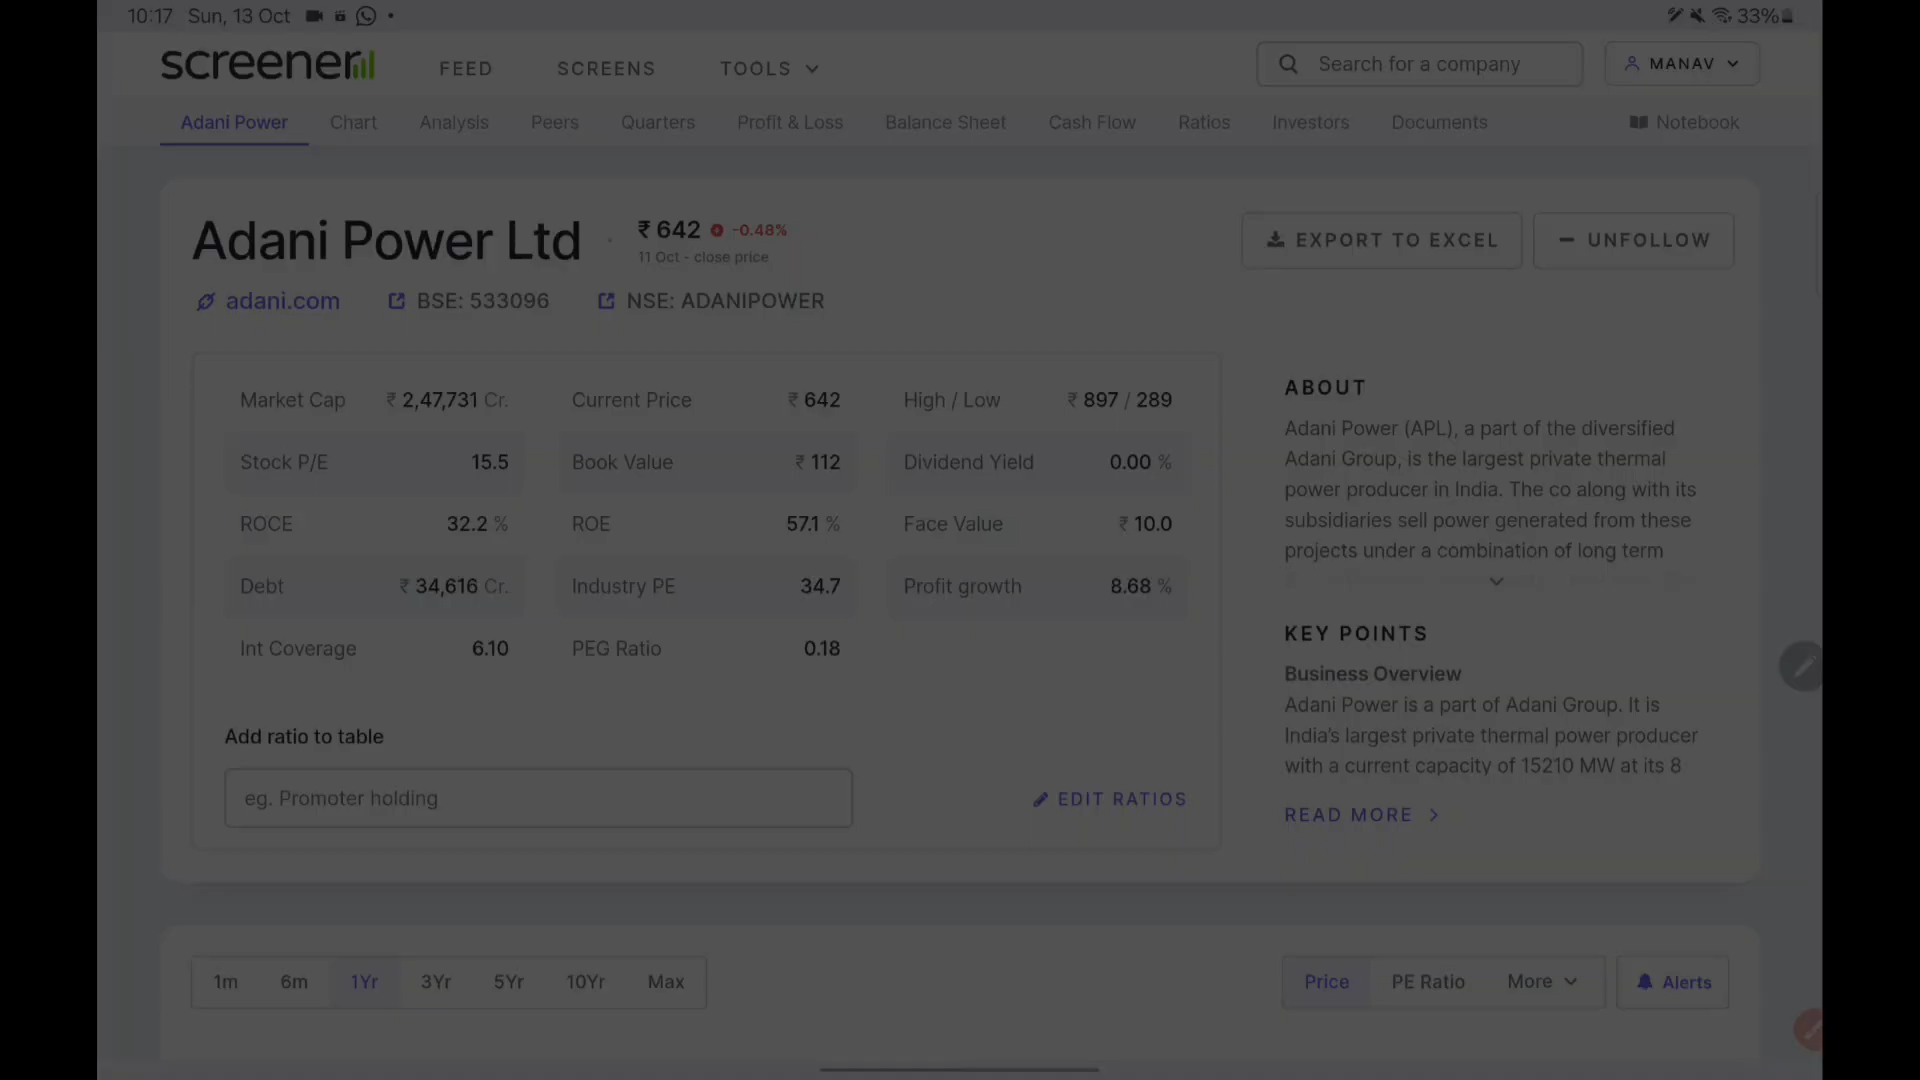 10:17 Sun, 13 Oct
33%
screener
FEED
SCREENS
TOOLS
Search for a company
MANAV
Adani Power
Chart
Analysis
Peers
Quarters
Profit & Loss
Balance Sheet
Cash Flow
Ratios
Investors
Documents
Notebook
Adani Power Ltd
₹ 642 -0.48%
11 Oct - close price
EXPORT TO EXCEL
UNFOLLOW
adani.com
BSE: 533096
NSE: ADANIPOWER
Market Cap ₹ 2,47,731 Cr.
Current Price ₹ 642
High / Low ₹ 897 / 289
Stock P/E 15.5
Book Value ₹ 112
Dividend Yield 0.00 %
ROCE 32.2 %
ROE 57.1 %
Face Value ₹ 10.0
Debt ₹ 34,616 Cr.
Industry PE 34.7
Profit growth 8.68 %
Int Coverage 6.10
PEG Ratio 0.18
Add ratio to table
eg. Promoter holding
EDIT RATIOS
ABOUT
Adani Power (APL), a part of the diversified
Adani Group, is the largest private thermal
power producer in India. The co along with its
subsidiaries sell power generated from these
projects under a combination of long term
KEY POINTS
Business Overview
Adani Power is a part of Adani Group. It is
India's largest private thermal power producer
with a current capacity of 15210 MW at its 8
READ MORE
1m
6m
1Yr
3Yr
5Yr
10Yr
Max
Price
PE Ratio
More
Alerts